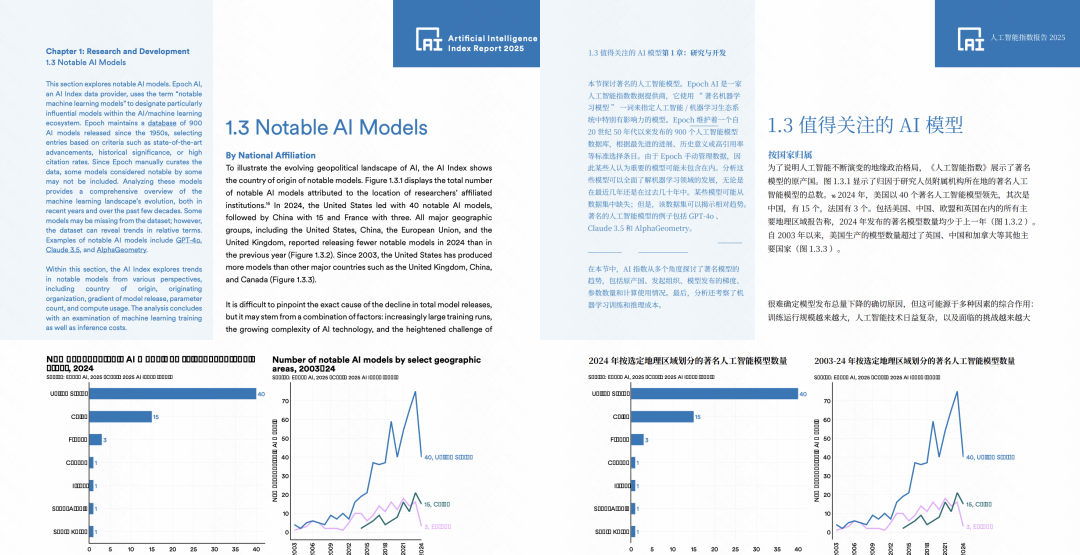 Artificial Intelligence
Index Report 2025
Chapter 1: Research and Development
1.3 Notable AI Models
This section explores notable AI models. Epoch AI,
an AI Index data provider, uses the term “notable
machine learning models” to designate particularly
influential models within the AI/machine learning
ecosystem. Epoch maintains a database of 900
AI models released since the 1950s, selecting
entries based on criteria such as state-of-the-art
advancements, historical significance, or high
citation rates. Since Epoch manually curates the
data, some models considered notable by some
may not be included. Analyzing these models
provides a comprehensive overview of the
machine learning landscape’s evolution, both in
recent years and over the past few decades. Some
models may be missing from the dataset; however,
the dataset can reveal trends in relative terms.
Examples of notable AI models include GPT-4o,
Claude 3.5, and AlphaGeometry.
Within this section, the AI Index explores trends
in notable models from various perspectives,
including country of origin, originating
organization, gradient of model release, parameter
count, and compute usage. The analysis concludes
with an examination of machine learning training
as well as inference costs.
1.3 Notable AI Models
By National Affiliation
To illustrate the evolving geopolitical landscape of AI, the AI Index shows
the country of origin of notable models. Figure 1.3.1 displays the total number
of notable AI models attributed to the location of researchers’ affiliated
institutions.¹⁶ In 2024, the United States led with 40 notable AI models,
followed by China with 15 and France with three. All major geographic
groups, including the United States, China, the European Union, and the
United Kingdom, reported releasing fewer notable models in 2024 than in
the previous year (Figure 1.3.2). Since 2003, the United States has produced
more models than other major countries such as the United Kingdom, China,
and Canada (Figure 1.3.3).
It is difficult to pinpoint the exact cause of the decline in total model releases,
but it may stem from a combination of factors: increasingly large training runs,
the growing complexity of AI technology, and the heightened challenge of
AI
, 2024
AI, 2025
2025 AI
40
15
3
1
1
1
1
0 5 10 15 20 25 30 35 40
Number of notable AI models by select geographic
areas, 2003 24
AI, 2025
2025 AI
70
60
50
40
30
20
10
0
40, U
15, C
3, E
2003 2006 2009 2012 2015 2018 2021 2024
人工智能指数报告 2025
1.3 值得关注的 AI 模型第 1 章：研究与开发
本节探讨著名的人工智能模型。Epoch AI 是一家
人工智能指数数据提供商，它使用 “ 著名机器学
习模型 ” 一词来指定人工智能 / 机器学习生态系
统中特别有影响力的模型。Epoch 维护着一个自
20 世纪 50 年代以来发布的 900 个人工智能模型
数据库，根据最先进的进展、历史意义或高引用率
等标准选择条目。由于 Epoch 手动管理数据，因
此某些人认为重要的模型可能未包含在内。分析这
些模型可以全面了解机器学习领域的发展，无论是
在最近几年还是在过去几十年中。某些模型可能从
数据集中缺失；但是，该数据集可以揭示相对趋势。
著名的人工智能模型的例子包括 GPT-4o 、
Claude 3.5 和 AlphaGeometry。
在本节中，AI 指数从多个角度探讨了著名模型的
趋势，包括原产国、发起组织、模型发布的梯度、
参数数量和计算使用情况。最后，分析还考察了机
器学习训练和推理成本。
1.3 值得关注的 AI 模型
按国家归属
为了说明人工智能不断演变的地缘政治格局，《人工智能指数》展示了著名
模型的原产国。图 1.3.1 显示了归因于研究人员附属机构所在地的著名人工
智能模型的总数。₁₆ 2024 年，美国以 40 个著名人工智能模型领先，其次是
中国，有 15 个，法国有 3 个。包括美国、中国、欧盟和英国在内的所有主
要地理区域报告称，2024 年发布的著名模型数量均少于上一年（图 1.3.2 ）。
自 2003 年以来，美国生产的模型数量超过了英国、中国和加拿大等其他主
要国家（图 1.3.3 ）。
很难确定模型发布总量下降的确切原因，但这可能源于多种因素的综合作用：
训练运行规模越来越大，人工智能技术日益复杂，以及面临的挑战越来越大
2024 年按选定地理区域划分的著名人工智能模型数量
AI, 2025
2025 AI
40
15
3
1
1
1
1
0 5 10 15 20 25 30 35 40
2003-24 年按选定地理区域划分的著名人工智能模型数量
AI, 2025
2025 AI
70
60
50
40
30
20
10
0
40, U
15, C
3, E
2003 2006 2009 2012 2015 2018 2021 2024